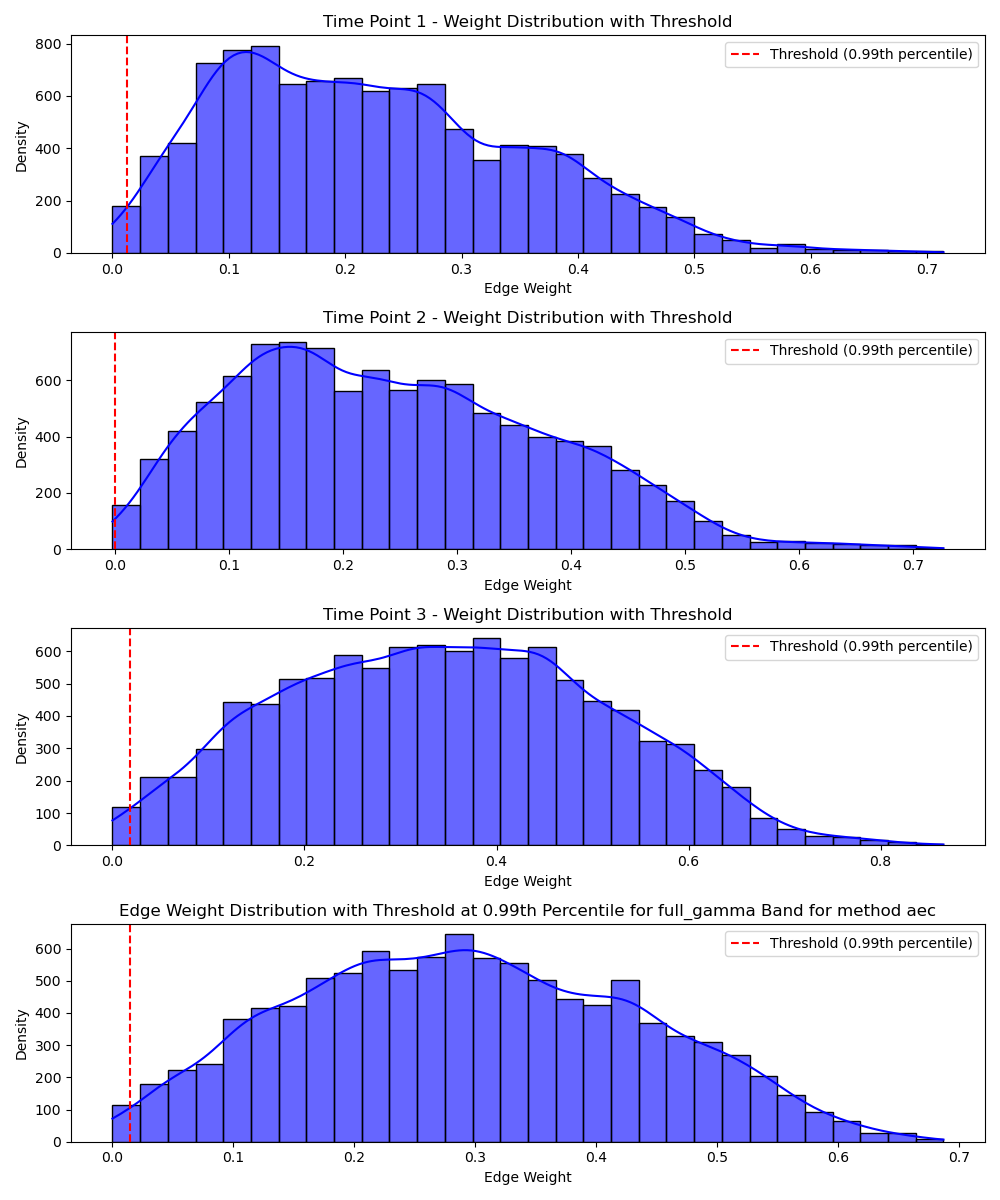 Time Point 1 - Weight Distribution with Threshold
800
600
400
200
0
Density
Threshold (0.99th percentile)
0.0 0.1 0.2 0.3 0.4 0.5 0.6 0.7
Edge Weight
Time Point 2 - Weight Distribution with Threshold
600
400
200
0
Density
Threshold (0.99th percentile)
0.0 0.1 0.2 0.3 0.4 0.5 0.6 0.7
Edge Weight
Time Point 3 - Weight Distribution with Threshold
600
500
400
300
200
100
0
Density
Threshold (0.99th percentile)
0.0 0.2 0.4 0.6 0.8
Edge Weight
Edge Weight Distribution with Threshold at 0.99th Percentile for full_gamma Band for method aec
600
500
400
300
200
100
0
Density
Threshold (0.99th percentile)
0.0 0.1 0.2 0.3 0.4 0.5 0.6 0.7
Edge Weight